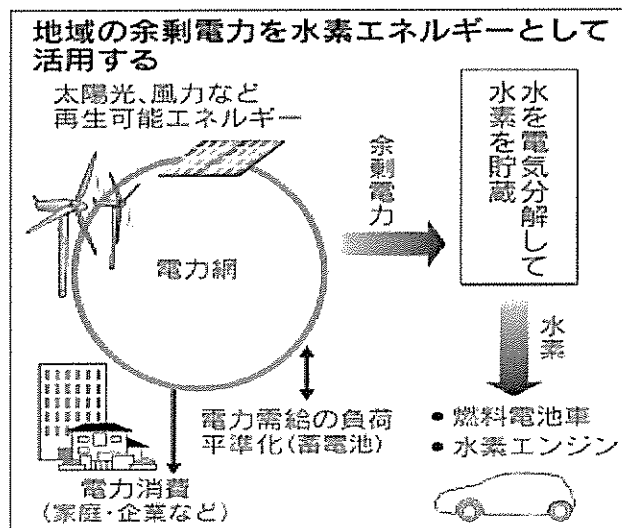 地域の余剰電力を水素エネルギーとして
活用する
太陽光、風力など
再生可能エネルギー
余剰電力
水を電気分解して
水素を貯蔵
電力網
水素
電力需給の負荷
平準化(蓄電池)
電力消費
(家庭・企業など)
• 燃料電池車
• 水素エンジン